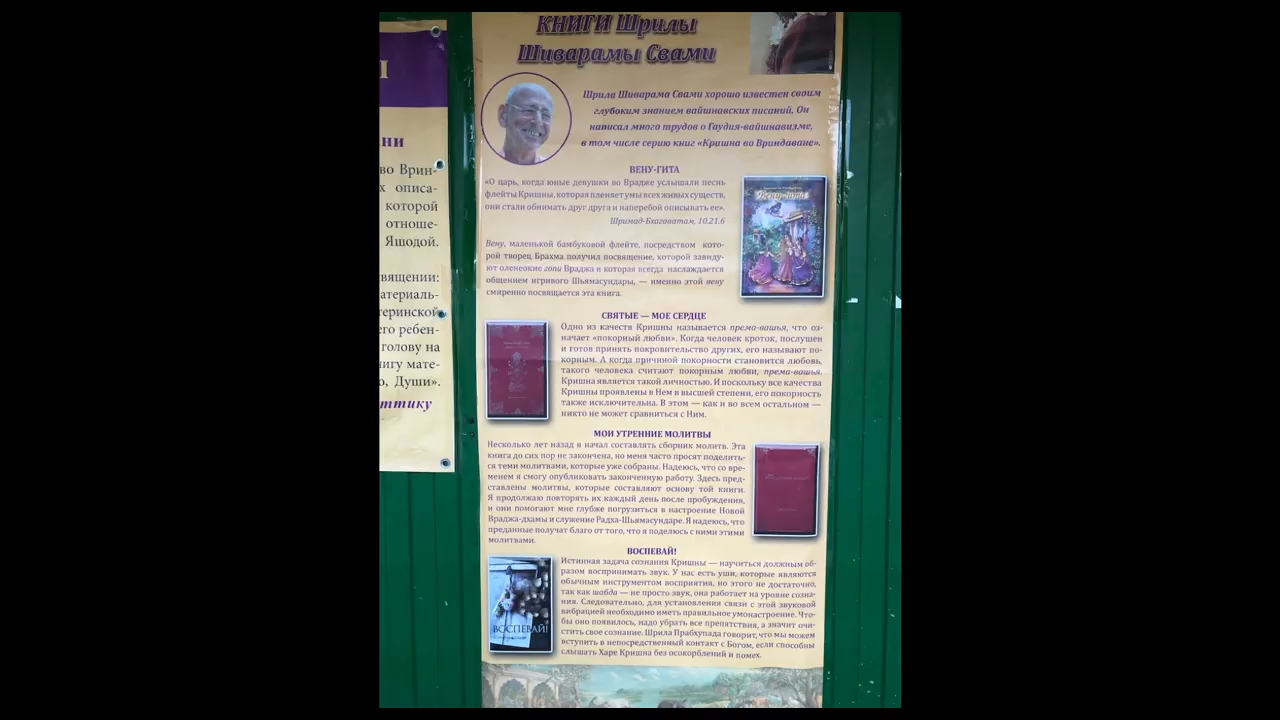 КНИГИ Шрилы
Шиварамы Свами
Шрила Шиварама Свами хорошо известен своим
глубоким знанием вайшнавских писаний. Он
написал много трудов о Гаудия-вайшнавизме,
в том числе серию книг «Кришна во Вриндаване».
ВЕНУ-ГИТА
«О царь, когда юные девушки во Врадже услышали песнь
флейты Кришны, которая пленяет умы всех живых существ,
они стали обнимать друг друга и наперебой описывать ее».
Шримад-Бхагаватам, 10.21.6
Вену, маленькой бамбуковой флейте, посредством кото-
рой творец Брахма получил посвящение, которой завиду-
ют оленеокие гопи Враджа и которая всегда наслаждается
общением игривого Шьямасундары, — именно этой вену
смиренно посвящается эта книга.
Вену-гита
СВЯТЫЕ — МОЕ СЕРДЦЕ
Одно из качеств Кришны называется према-вашья, что оз-
начает «покорный любви». Когда человек кроток, послушен
и готов принять покровительство других, его называют по-
корным. А когда причиной покорности становится любовь,
такого человека считают покорным любви, према-вашья.
Кришна является такой личностью. И поскольку все качества
Кришны проявлены в Нем в высшей степени, его покорность
также исключительна. В этом — как и во всем остальном —
никто не может сравниться с Ним.
МОИ УТРЕННИЕ МОЛИТВЫ
Несколько лет назад я начал составлять сборник молитв. Эта
книга до сих пор не закончена, но меня часто просят поделить-
ся теми молитвами, которые уже собраны. Надеюсь, что со вре-
менем я смогу опубликовать законченную работу. Здесь пред-
ставлены молитвы, которые составляют основу той книги.
Я продолжаю повторять их каждый день после пробуждения,
и они помогают мне глубже погрузиться в настроение Новой
Враджа-дхамы и служение Радха-Шьямасундаре. Я надеюсь, что
преданные получат благо от того, что я поделюсь с ними этими
молитвами.
ВОСПЕВАЙ!
Истинная задача сознания Кришны — научиться должным об-
разом воспринимать звук. У нас есть уши, которые являются
обычным инструментом восприятия, но этого не достаточно,
так как шабда — не просто звук, она работает на уровне созна-
ния. Следовательно, для установления связи с этой звуковой
вибрацией необходимо иметь правильное умонастроение. Что-
бы оно появилось, надо убрать все препятствия, а значит очи-
стить свое сознание. Шрила Прабхупада говорит, что мы можем
вступить в непосредственный контакт с Богом, если способны
слышать Харе Кришна без оскорблений и помех.
ВОСПЕВАЙ!
ни
во Врин-
х описа-
которой
отноше-
Яшодой.
вящении:
атериаль-
теринской
его ребен-
голову на
нигу мате-
о, Души».
ттику